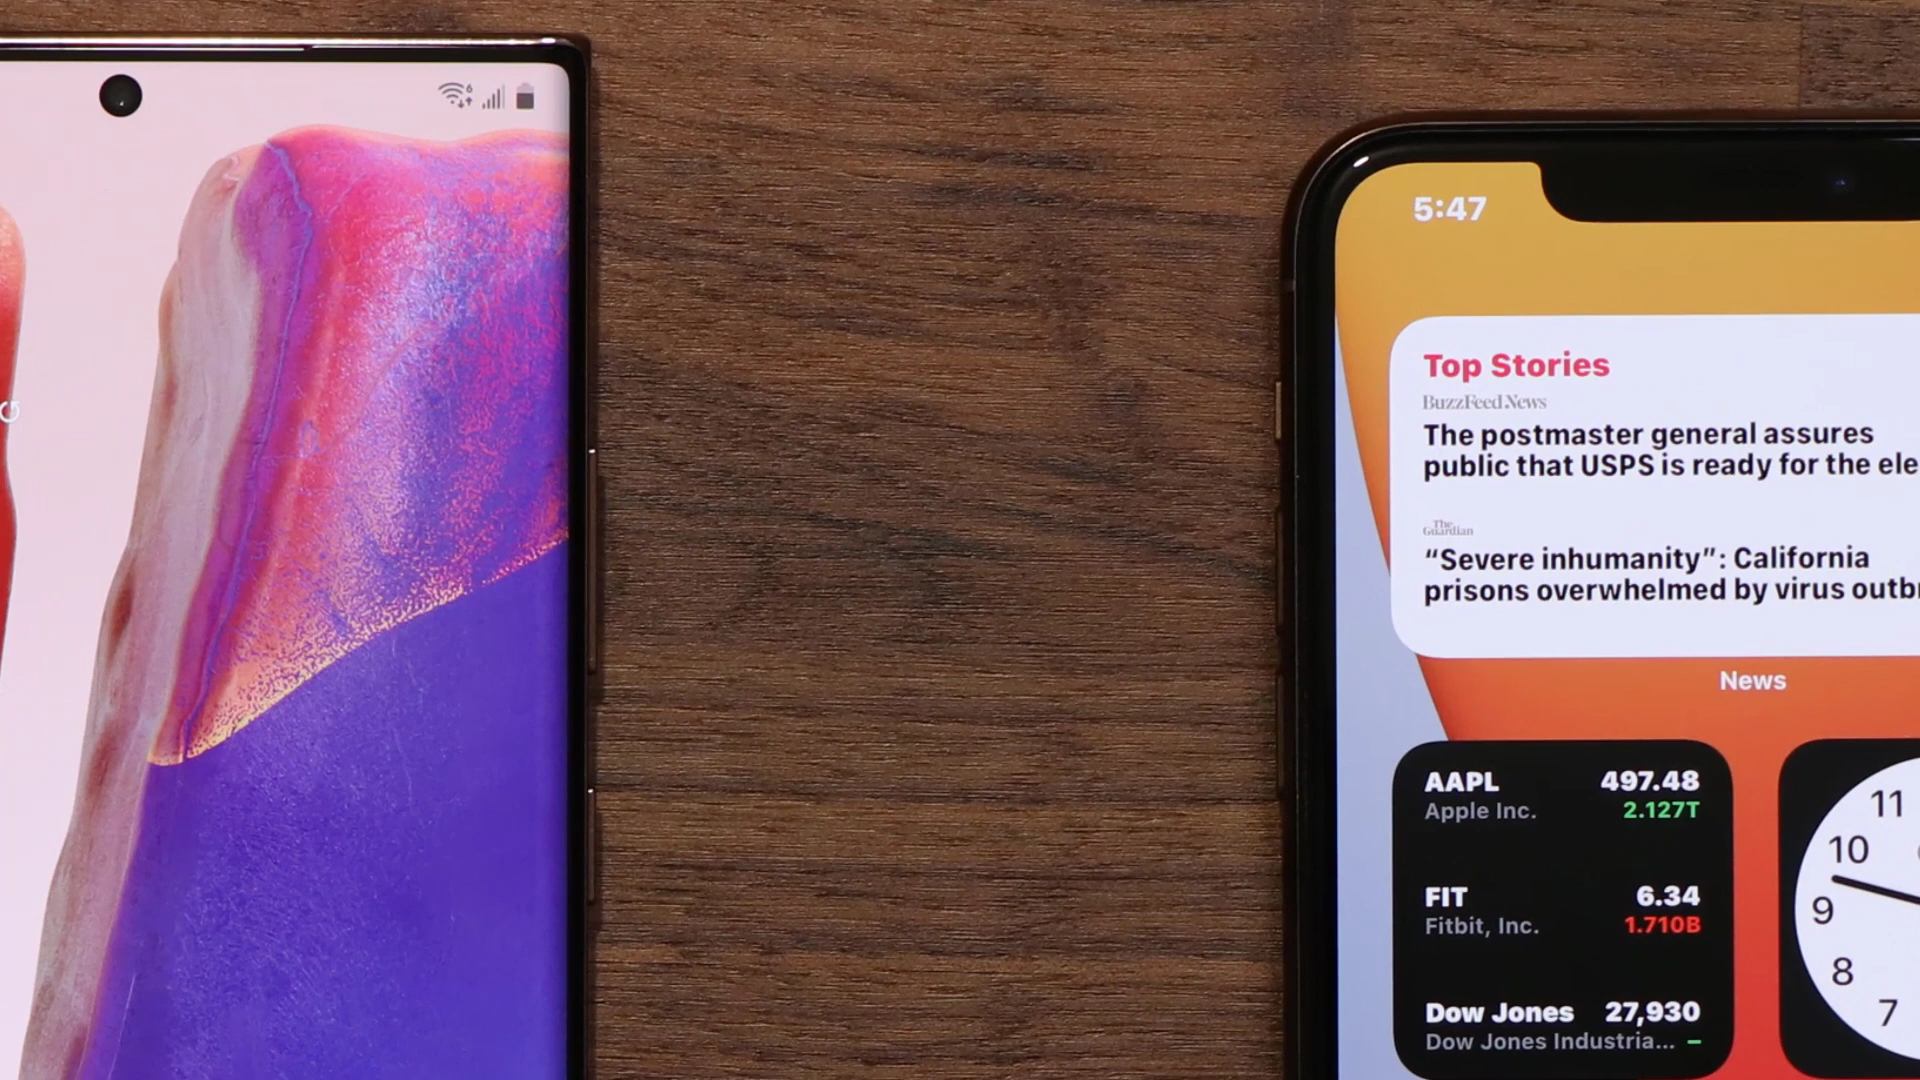 6
5:47
Top Stories
BuzzFeed News
The postmaster general assures
public that USPS is ready for the ele
The
Guardian
“Severe inhumanity”: California
prisons overwhelmed by virus outb
News
AAPL 497.48
Apple Inc. 2.127T
FIT 6.34
Fitbit, Inc. 1.710B
Dow Jones 27,930
Dow Jones Industria... –
11
10
9
8
7